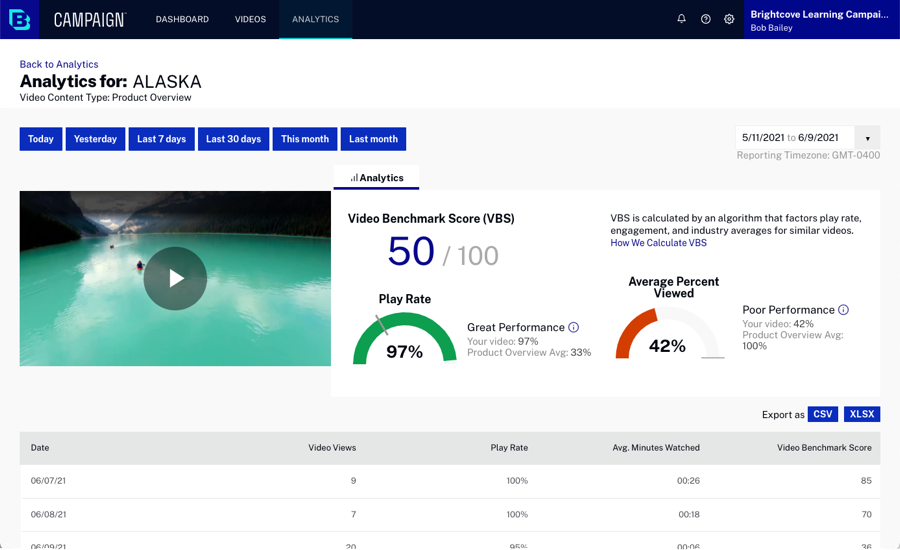 CAMPAIGN
DASHBOARD
VIDEOS
ANALYTICS
Brightcove Learning Campai...
Bob Bailey
Back to Analytics
Analytics for: ALASKA
Video Content Type: Product Overview
Today
Yesterday
Last 7 days
Last 30 days
This month
Last month
5/11/2021 to 6/9/2021
Reporting Timezone: GMT-0400
Analytics
Video Benchmark Score (VBS)
50 / 100
VBS is calculated by an algorithm that factors play rate,
engagement, and industry averages for similar videos.
How We Calculate VBS
Play Rate
97%
Great Performance
Your video: 97%
Product Overview Avg: 33%
Average Percent
Viewed
42%
Poor Performance
Your video: 42%
Product Overview Avg:
100%
Export as CSV XLSX
Date Video Views Play Rate Avg. Minutes Watched Video Benchmark Score
06/07/21 9 100% 00:26 85
06/08/21 7 100% 00:18 70
06/09/21 20 95% 00:06 36